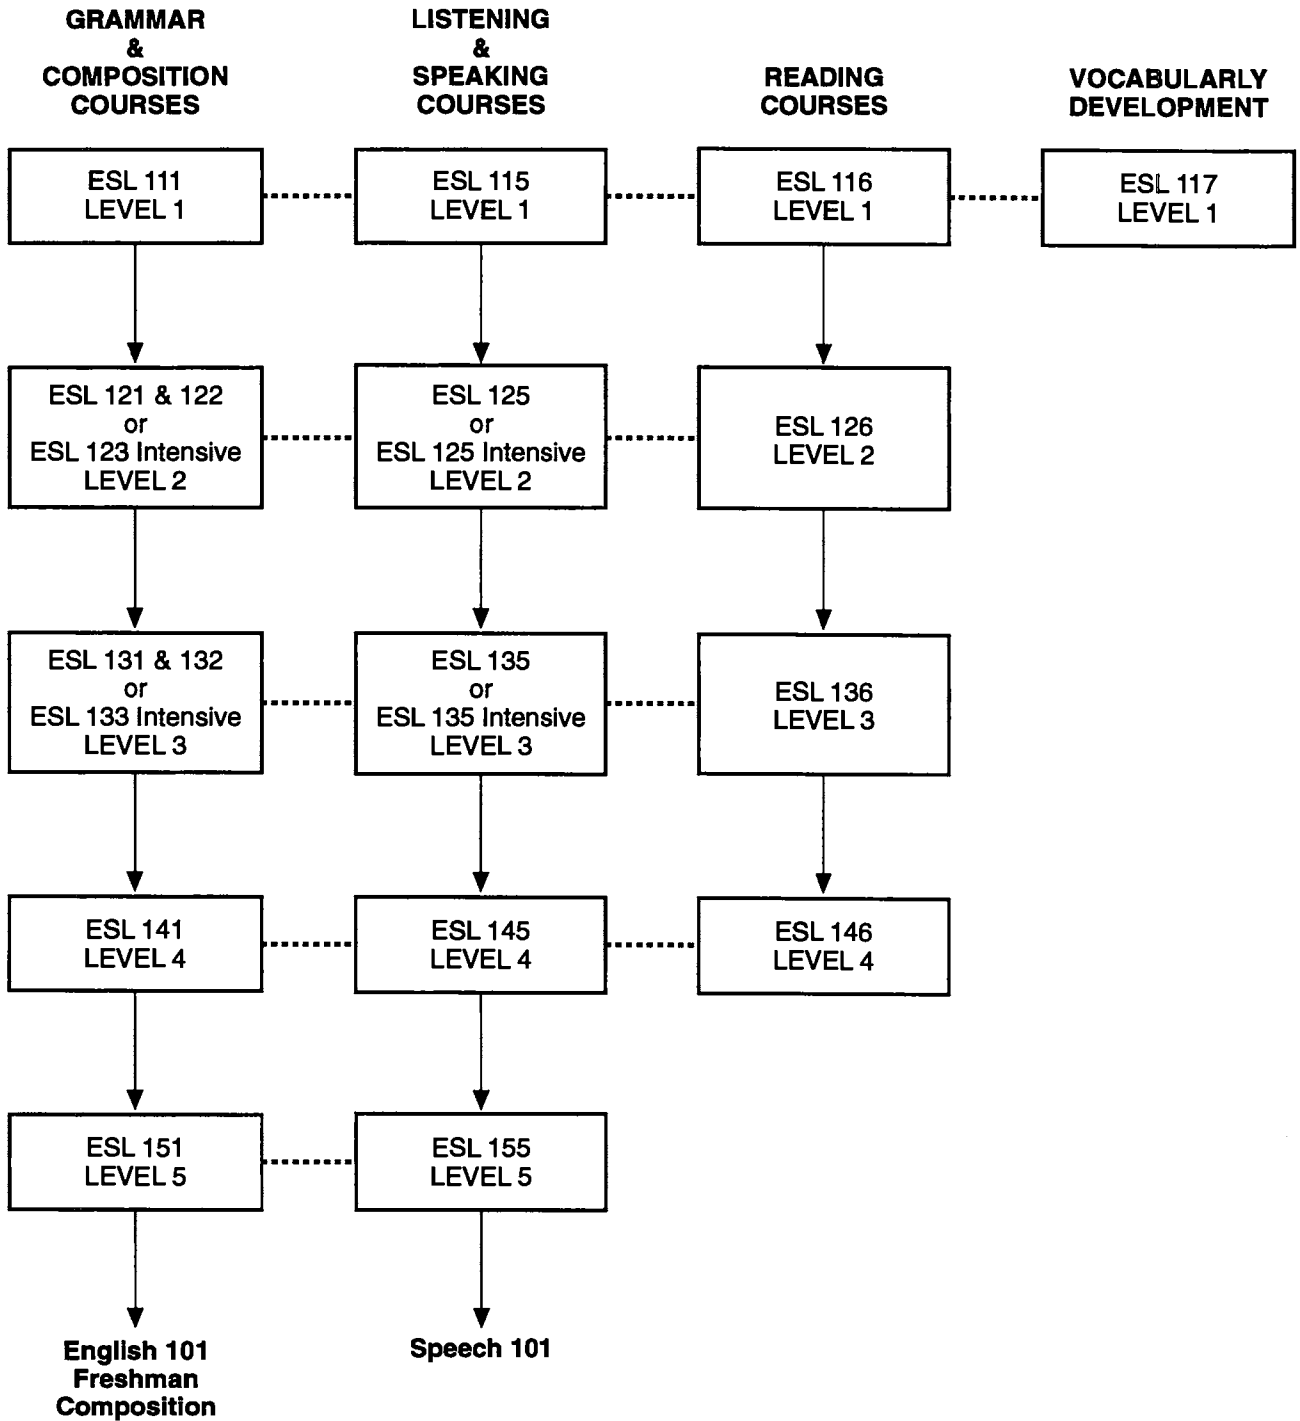 GRAMMAR
&
COMPOSITION
COURSES
LISTENING
&
SPEAKING
COURSES
READING
COURSES
VOCABULARLY
DEVELOPMENT
ESL 111
LEVEL 1
ESL 115
LEVEL 1
ESL 116
LEVEL 1
ESL 117
LEVEL 1
ESL 121 & 122
or
ESL 123 Intensive
LEVEL 2
ESL 125
or
ESL 125 Intensive
LEVEL 2
ESL 126
LEVEL 2
ESL 131 & 132
or
ESL 133 Intensive
LEVEL 3
ESL 135
or
ESL 135 Intensive
LEVEL 3
ESL 136
LEVEL 3
ESL 141
LEVEL 4
ESL 145
LEVEL 4
ESL 146
LEVEL 4
ESL 151
LEVEL 5
ESL 155
LEVEL 5
English 101
Freshman
Composition
Speech 101